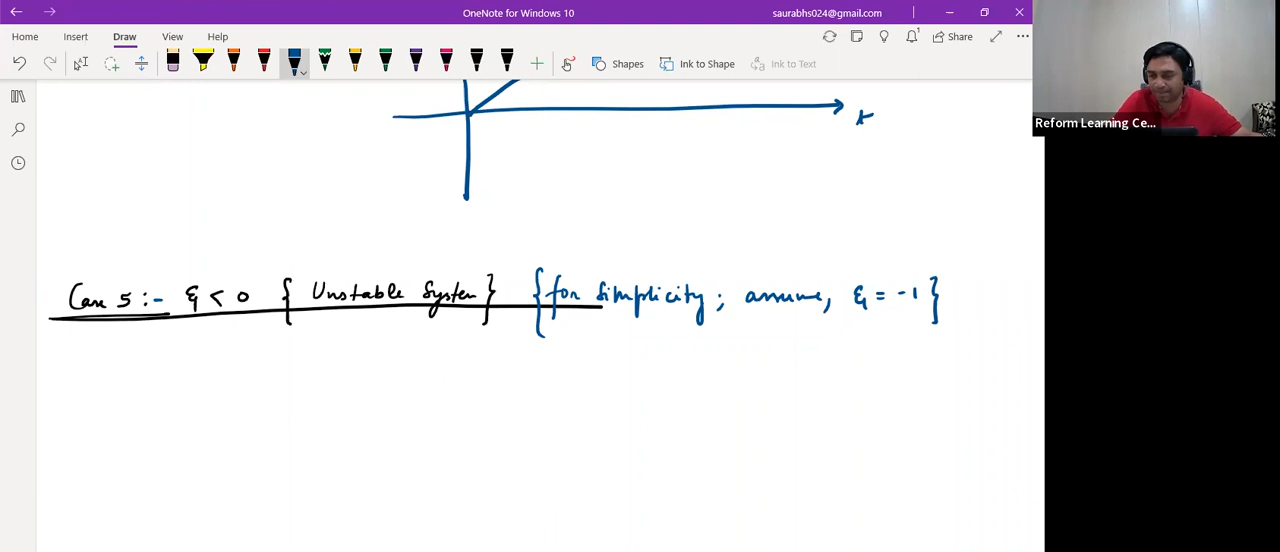 OneNote for Windows 10
saurabhs024@gmail.com
Home Insert Draw View Help
Share
Shapes Ink to Shape Ink to Text
Reform Learning Ce...
t
Case 5 :- ξ < 0 { Unstable System } { for Simplicity ; assume, ξ = -1 }